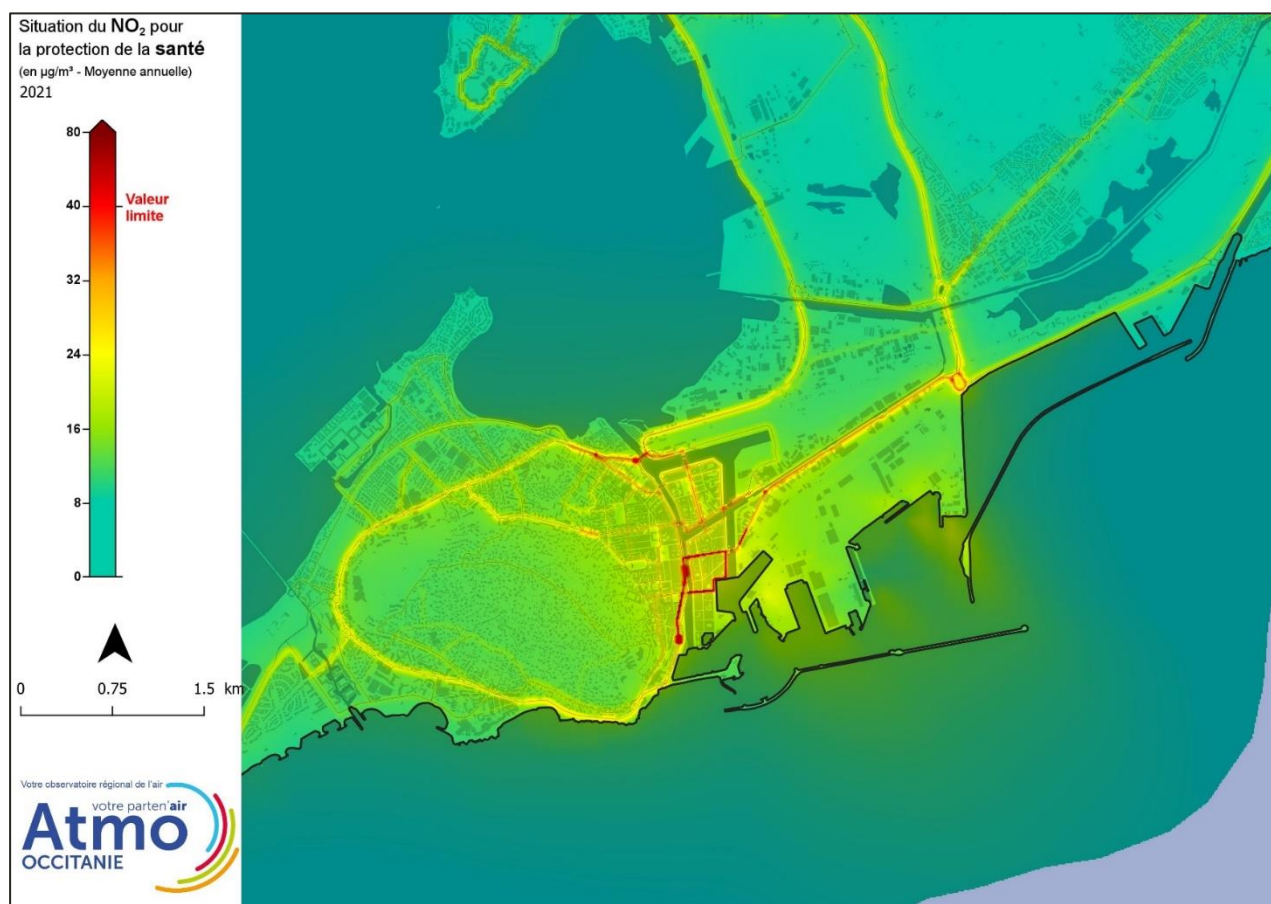 Situation du NO₂ pour
la protection de la santé
(en µg/m³ - Moyenne annuelle)
2021
80
40
Valeur
limite
32
24
16
8
0
0 0.75 1.5 km
Votre observatoire régional de l'air
votre parten'air
Atmo
OCCITANIE